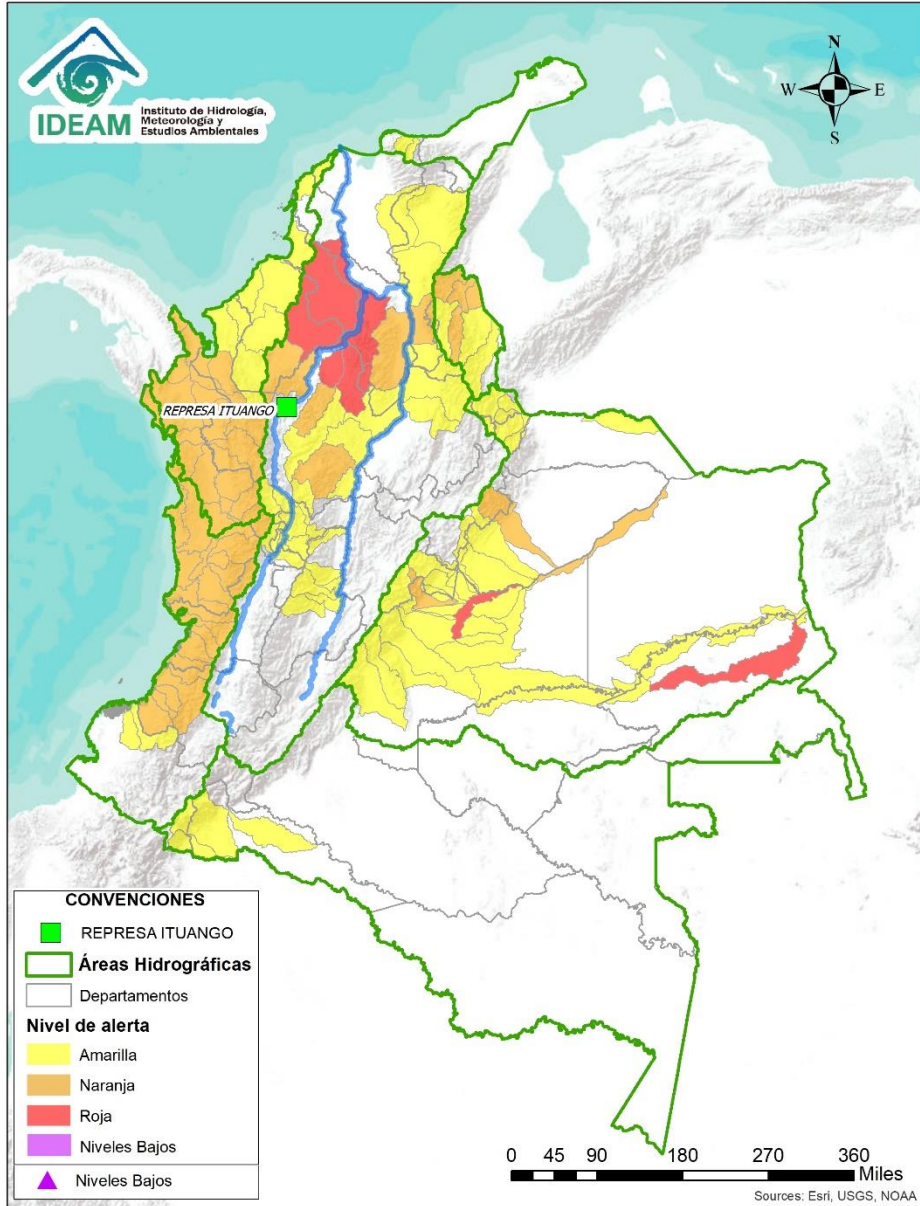 IDEAM
Instituto de Hidrología,
Meteorología y
Estudios Ambientales
N
W
E
S
REPRESA ITUANGO
CONVENCIONES
REPRESA ITUANGO
Áreas Hidrográficas
Departamentos
Nivel de alerta
Amarilla
Naranja
Roja
Niveles Bajos
Niveles Bajos
0 45 90 180 270 360
Miles
Sources: Esri, USGS, NOAA